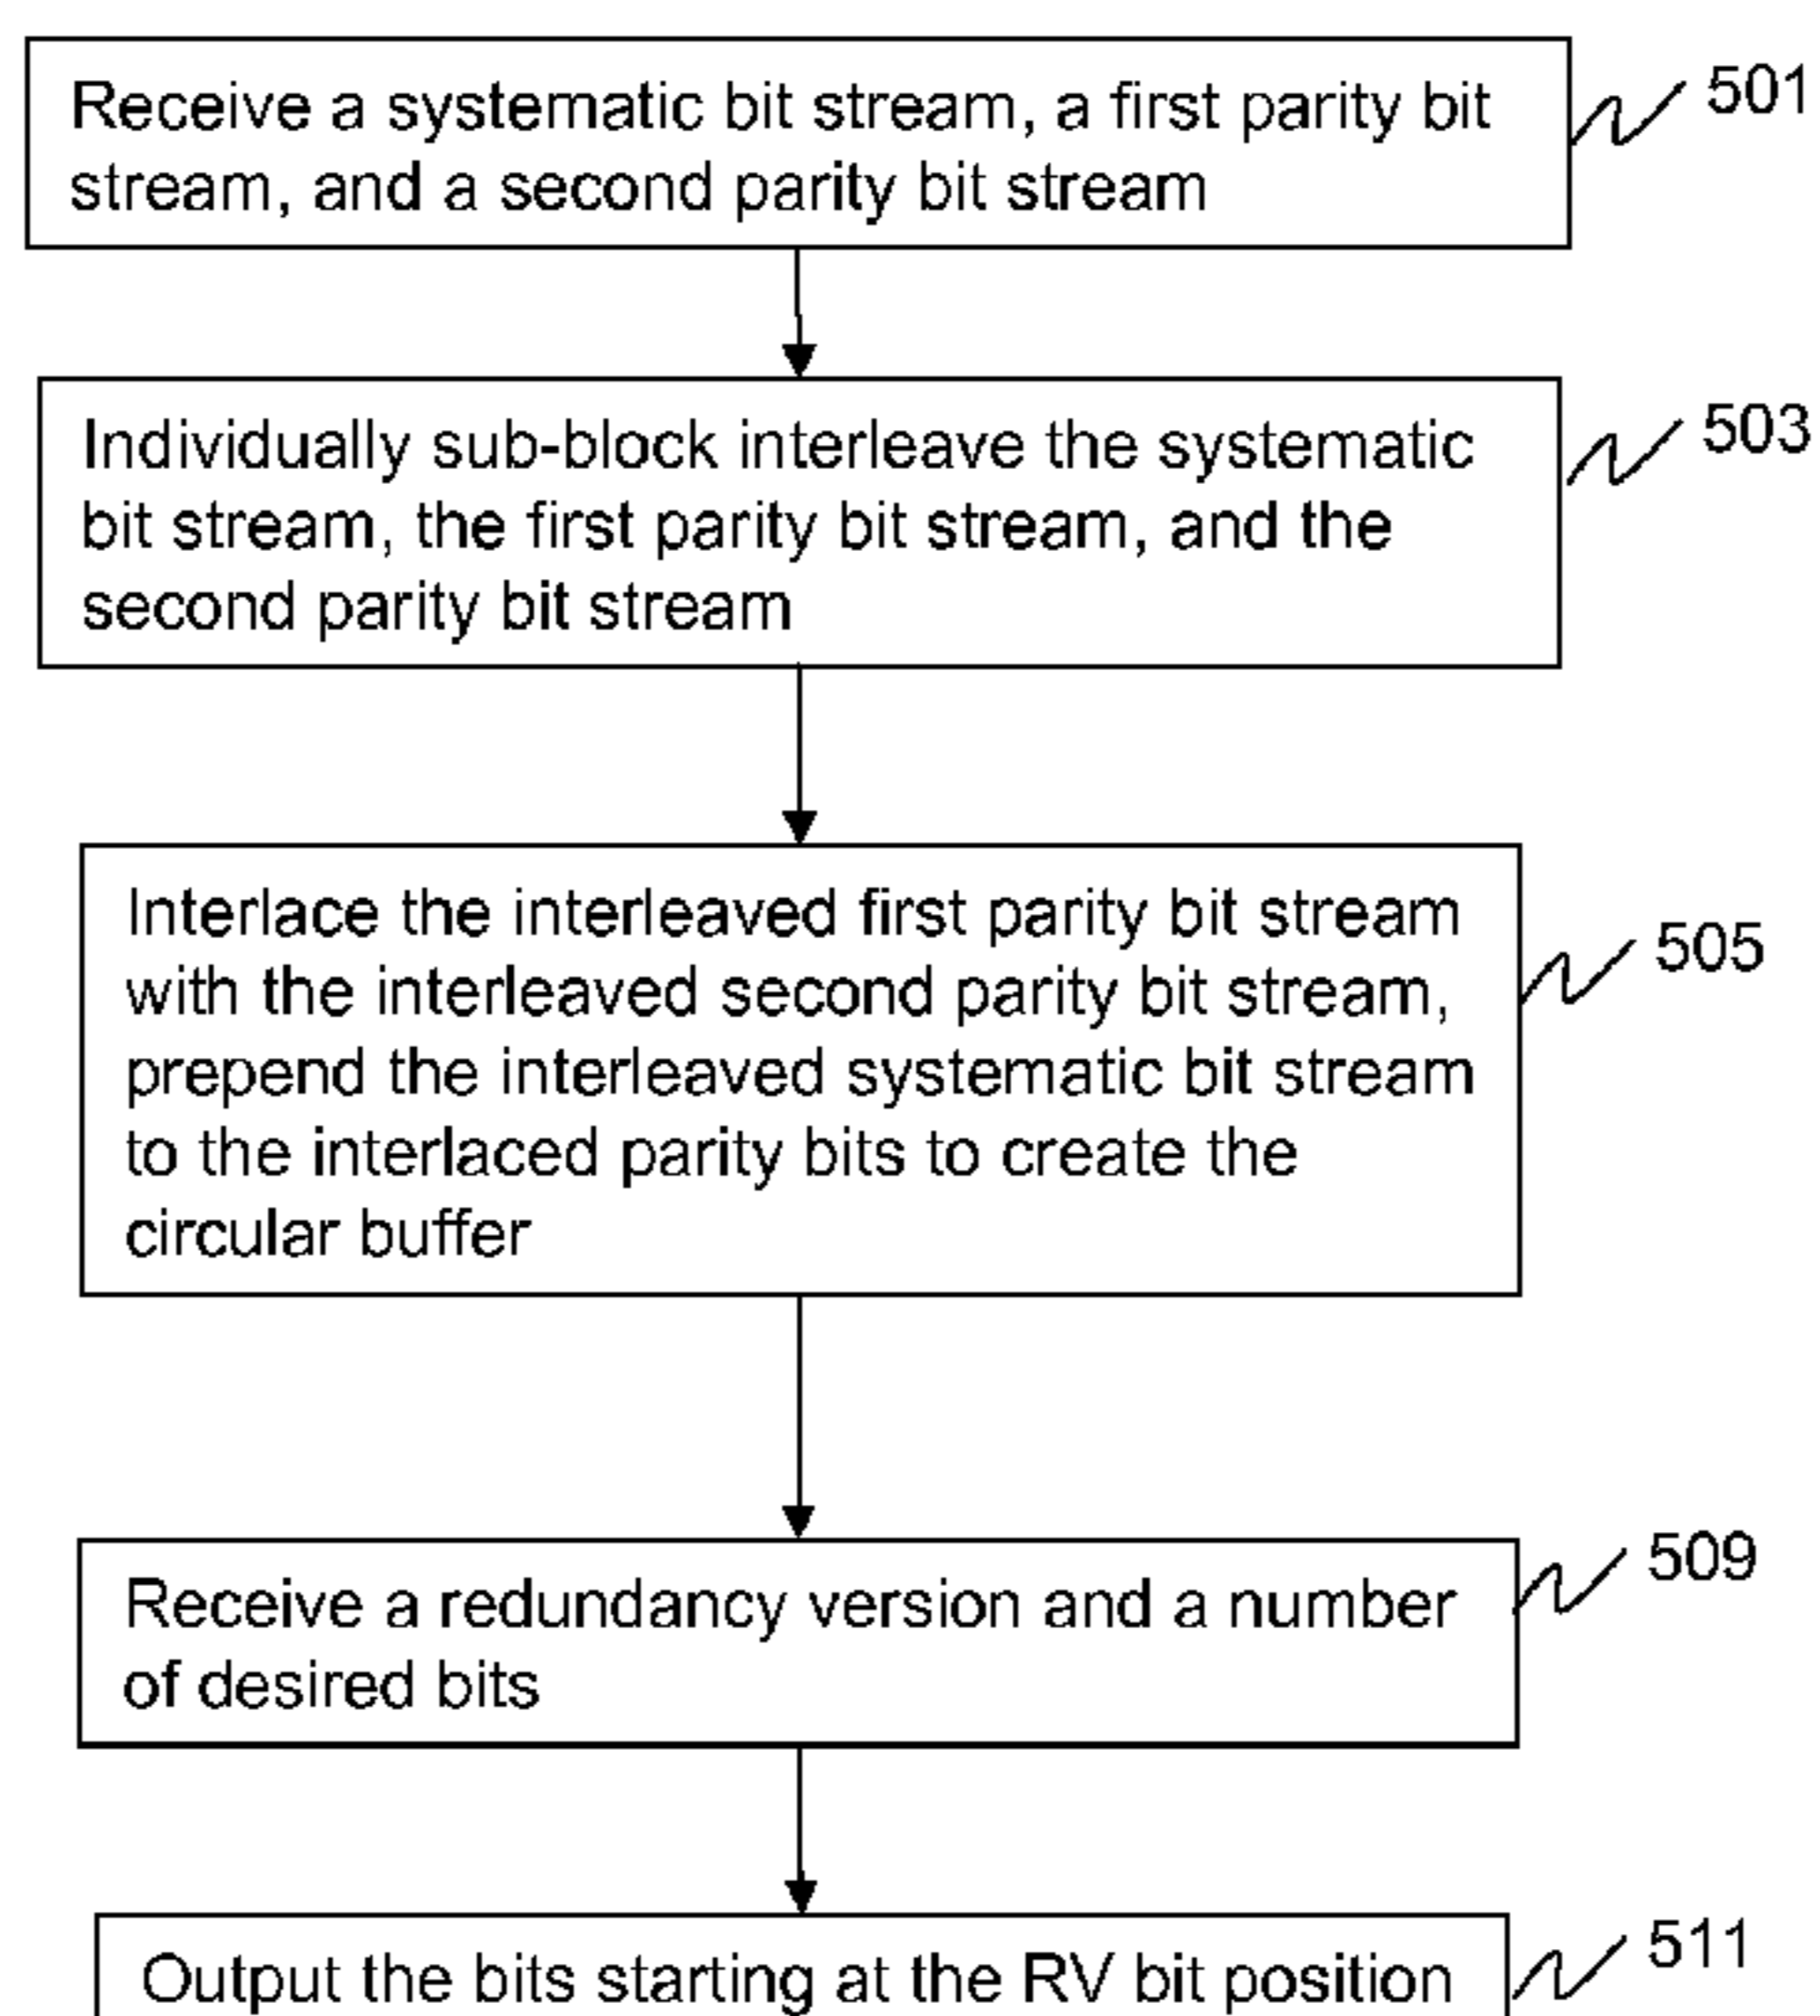 Receive a systematic bit stream, a first parity bit
stream, and a second parity bit stream
501
Individually sub-block interleave the systematic
bit stream, the first parity bit stream, and the
second parity bit stream
503
Interlace the interleaved first parity bit stream
with the interleaved second parity bit stream,
prepend the interleaved systematic bit stream
to the interlaced parity bits to create the
circular buffer
505
Receive a redundancy version and a number
of desired bits
509
Output the bits starting at the RV bit position
511